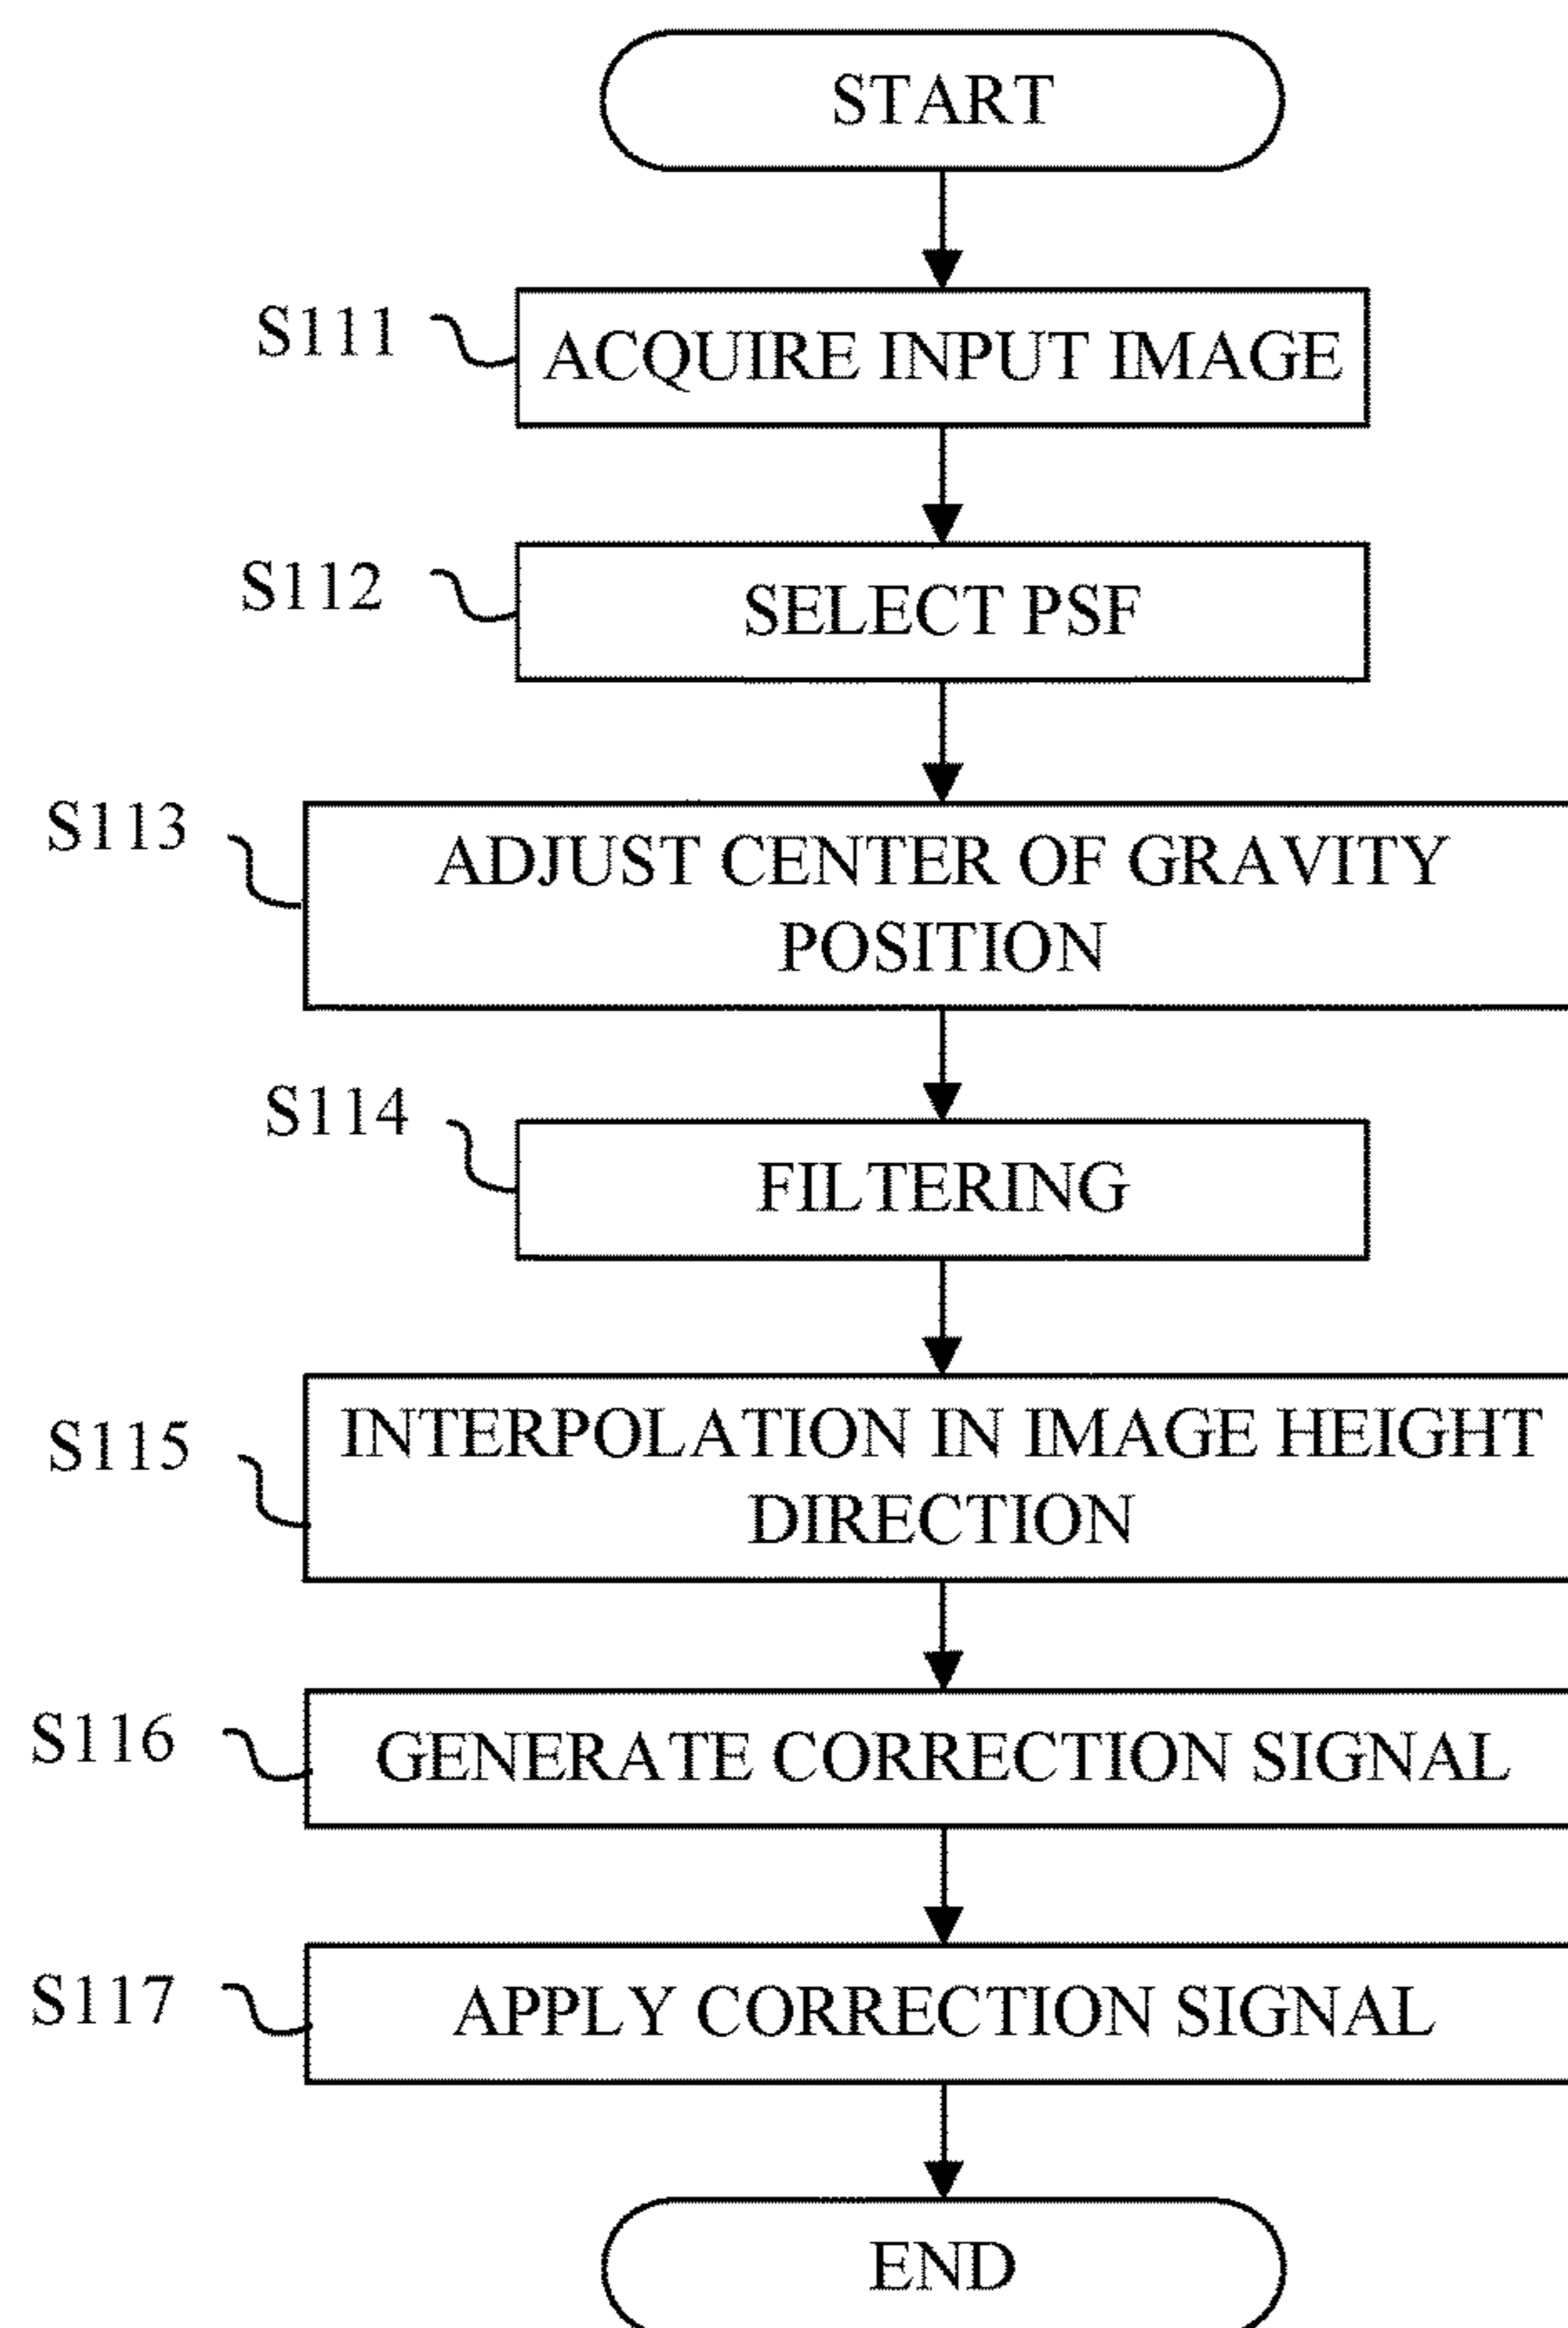 START
S111
ACQUIRE INPUT IMAGE
S112
SELECT PSF
S113
ADJUST CENTER OF GRAVITY
POSITION
S114
FILTERING
S115
INTERPOLATION IN IMAGE HEIGHT
DIRECTION
S116
GENERATE CORRECTION SIGNAL
S117
APPLY CORRECTION SIGNAL
END